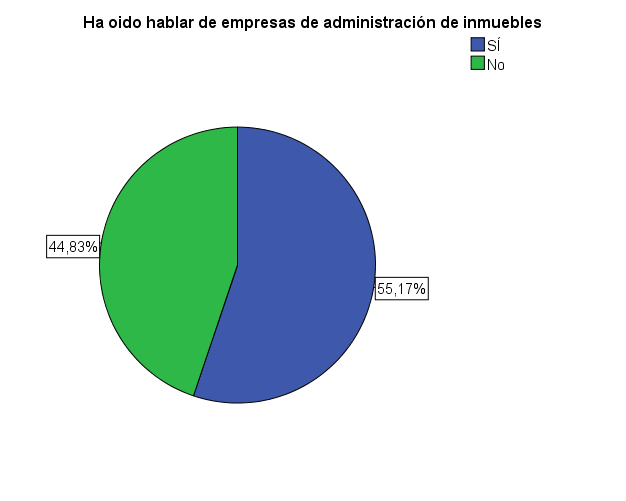 Ha oido hablar de empresas de administración de inmuebles
SÍ
No
44,83%
55,17%